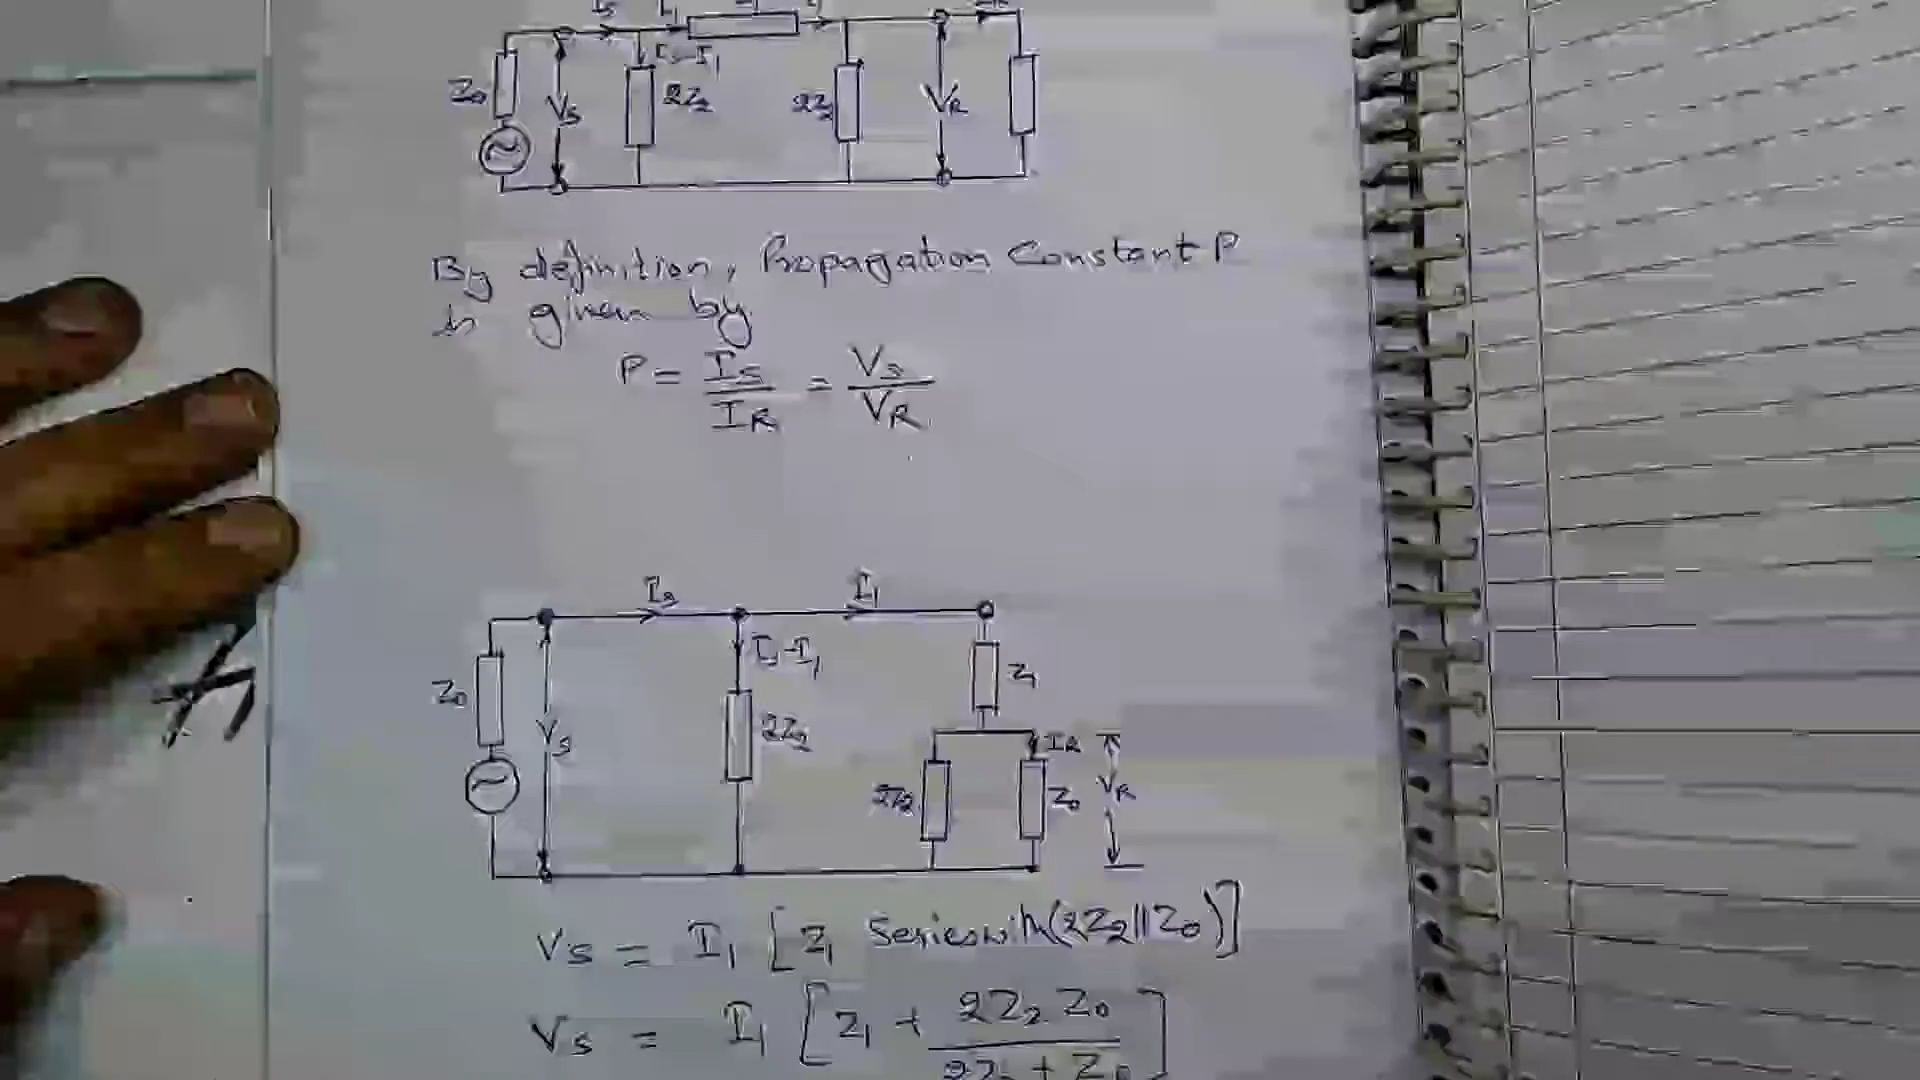 Is I1
Is-I1
Z0 Vs 2Z2 2Z2 VR
By definition, Propagation Constant P
is given by
P = Is/IR = Vs/VR
Is I1
Is-I1
Z0 Vs 2Z2 Z1
2Z2 IR Z0 VR
Vs = I1 [Z1 Series with (2Z2||Z0)]
Vs = I1 [Z1 + 2Z2 Z0 / 2Z2 + Z0]